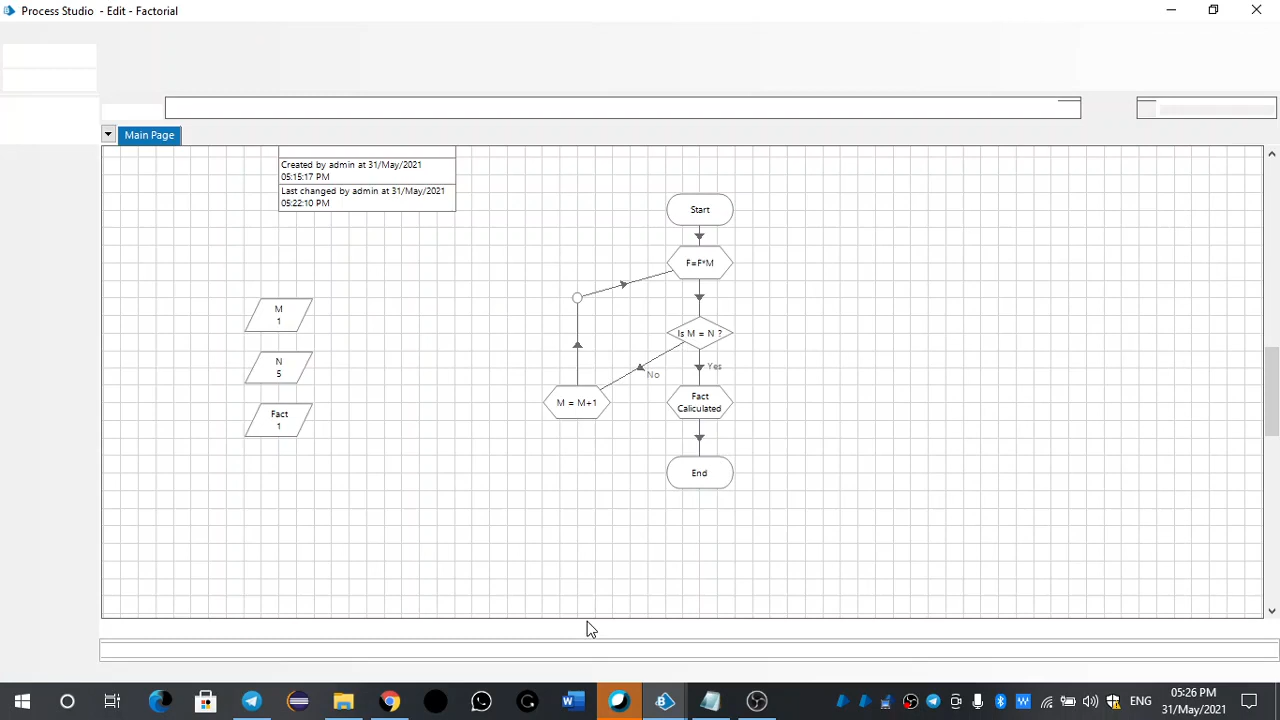 Process Studio - Edit - Factorial
Main Page
Created by admin at 31/May/2021
05:15:17 PM
Last changed by admin at 31/May/2021
05:22:10 PM
Start
F=F*M
M
1
Is M = N ?
N
5
No
Yes
M = M+1
Fact
Caliculated
Fact
1
End
ENG
05:26 PM
31/May/2021